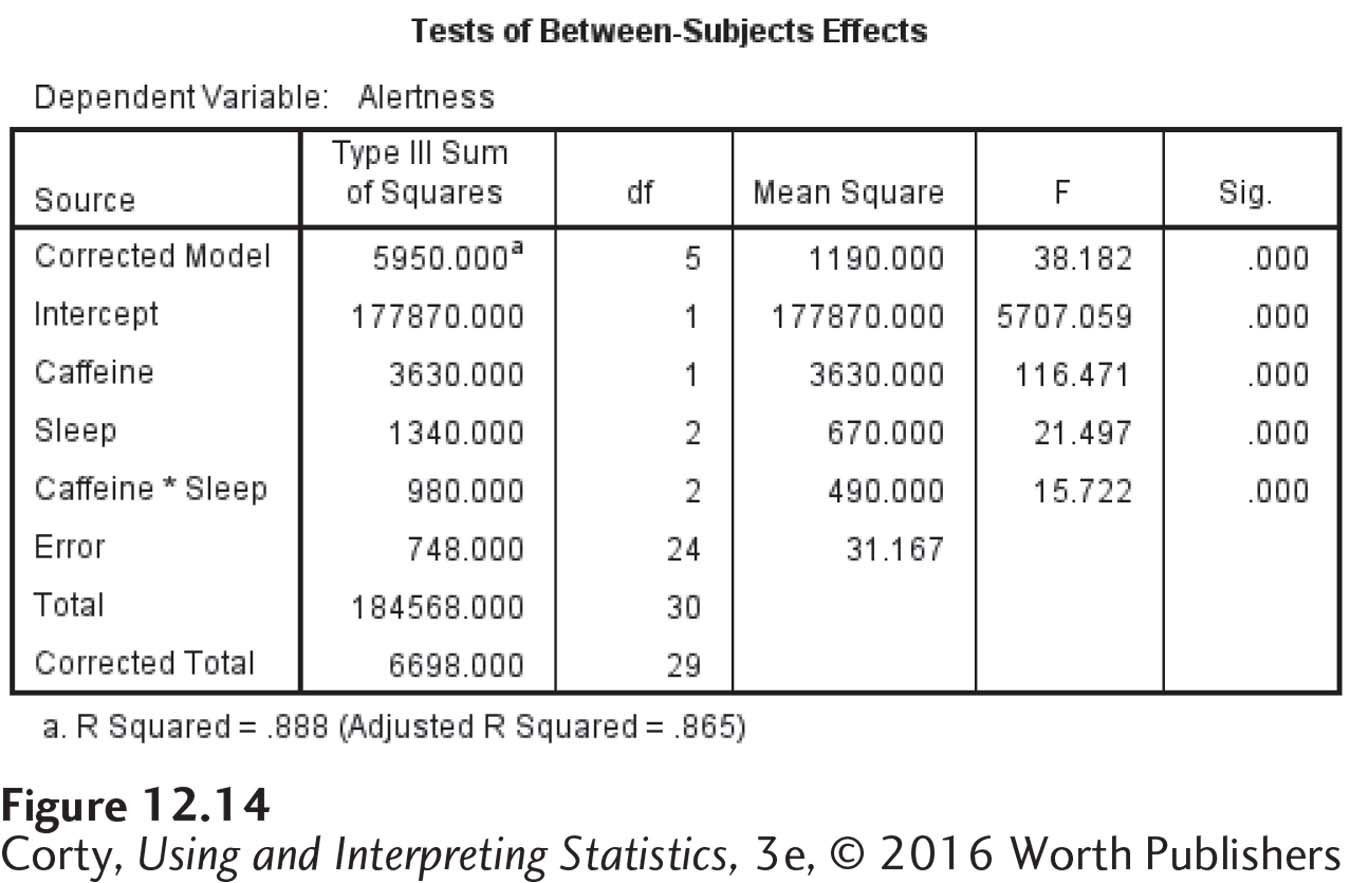 Tests of Between-Subjects Effects
Dependent Variable: Alertness
Source Type III Sum of Squares df Mean Square F Sig.
Corrected Model 5950.000a 5 1190.000 38.182 .000
Intercept 177870.000 1 177870.000 5707.059 .000
Caffeine 3630.000 1 3630.000 116.471 .000
Sleep 1340.000 2 670.000 21.497 .000
Caffeine * Sleep 980.000 2 490.000 15.722 .000
Error 748.000 24 31.167
Total 184568.000 30
Corrected Total 6698.000 29
a. R Squared = .888 (Adjusted R Squared = .865)
Figure 12.14
Corty, Using and Interpreting Statistics, 3e, © 2016 Worth Publishers